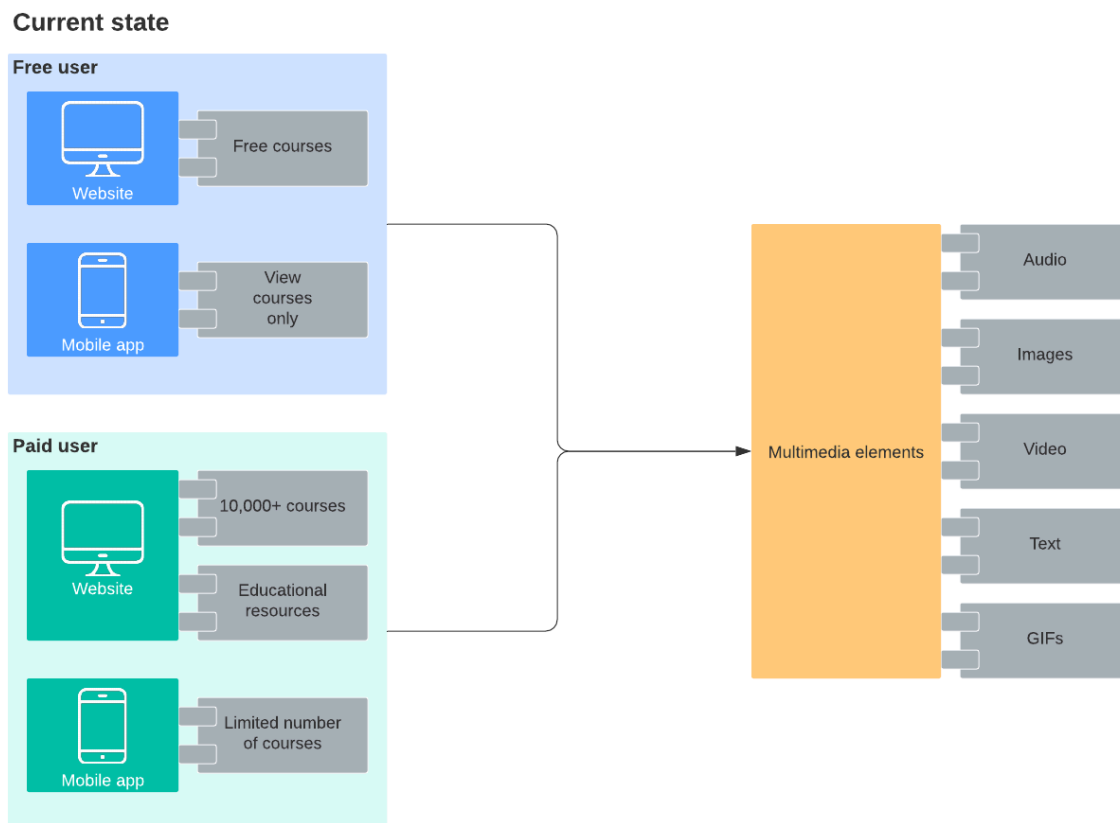 Current state
Free user
Website
Free courses
Mobile app
View
courses
only
Paid user
Website
10,000+ courses
Educational
resources
Mobile app
Limited number
of courses
Multimedia elements
Audio
Images
Video
Text
GIFs